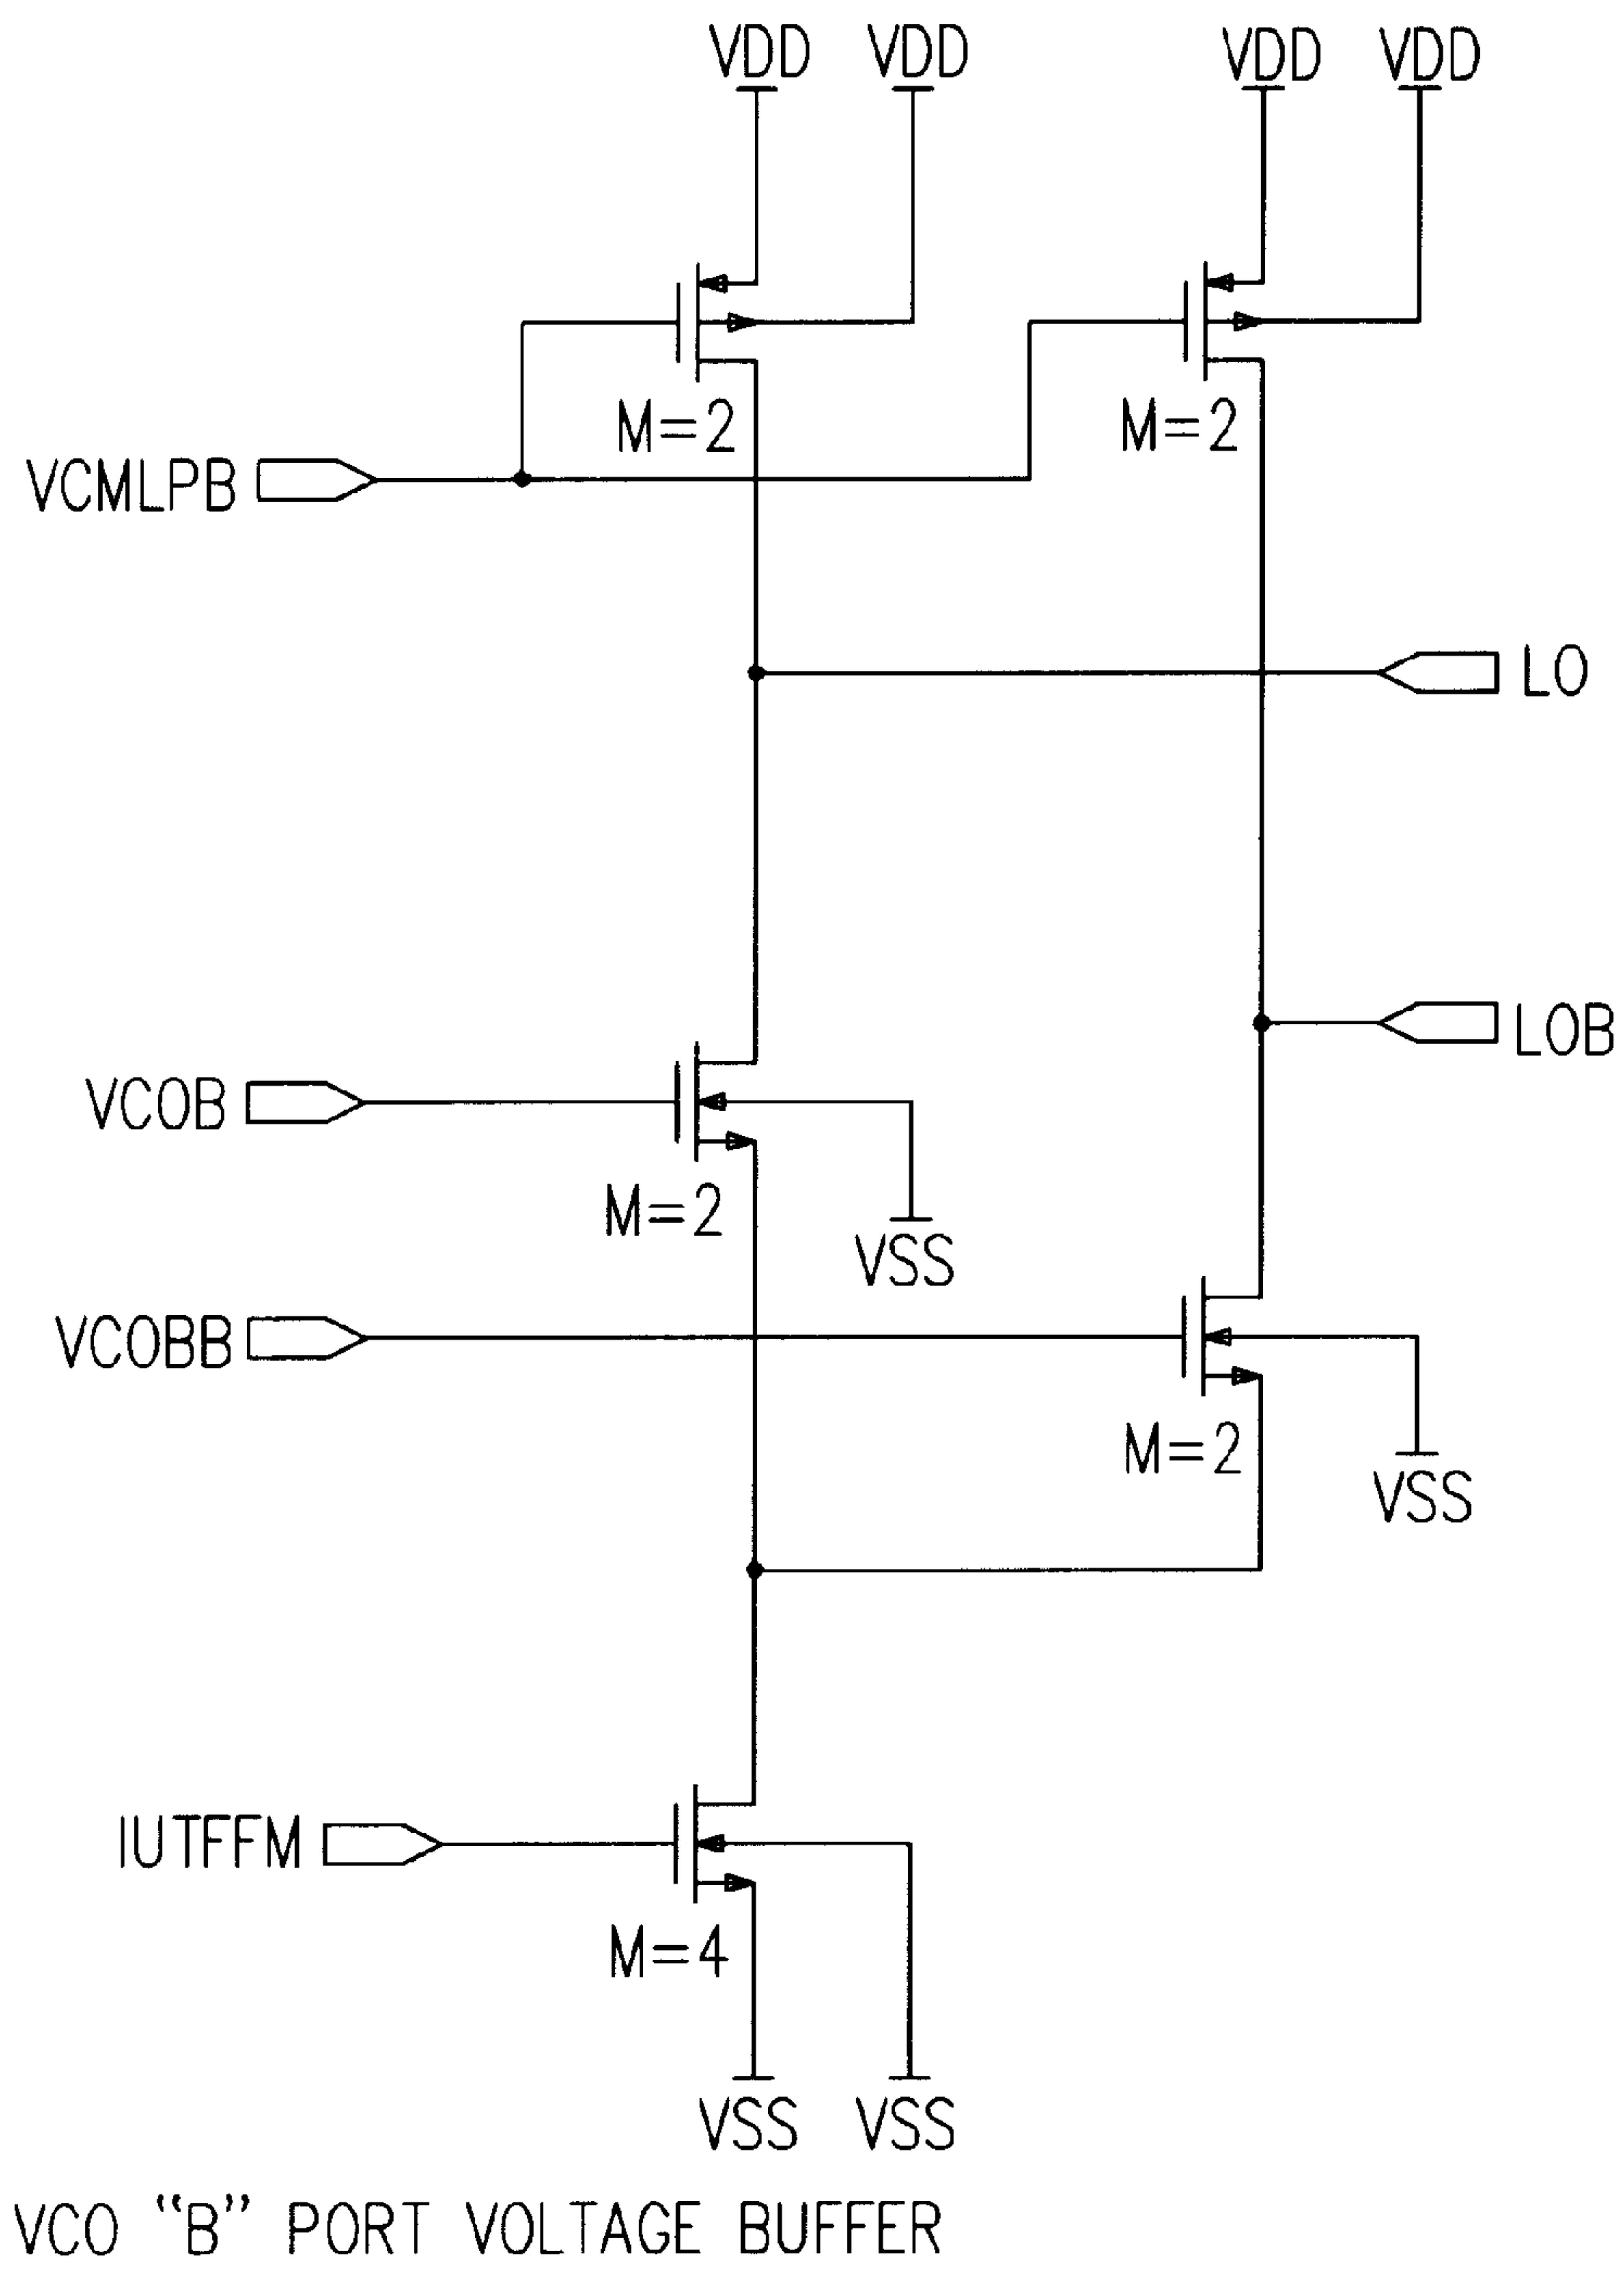 VDD VDD VDD VDD
M=2 M=2
VCMLPB
LO
LOB
VCOB
M=2
VSS
VCOBB
M=2
VSS
IUTFFM
M=4
VSS VSS
VCO “B” PORT VOLTAGE BUFFER